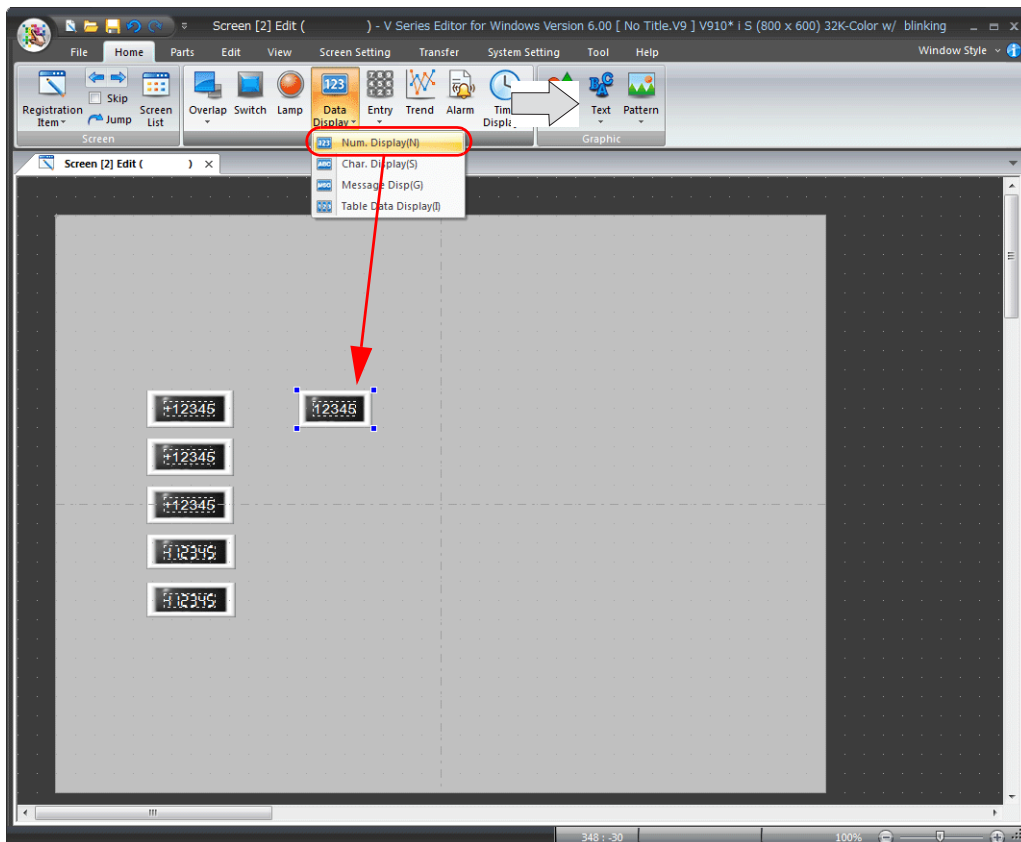 Screen [2] Edit ( ) - V Series Editor for Windows Version 6.00 [ No Title.V9 ] V910* i S (800 x 600) 32K-Color w/ blinking
File Home Parts Edit View Screen Setting Transfer System Setting Tool Help Window Style
Registration Item
Skip
Jump
Screen List
Overlap Switch Lamp Data Display Entry Trend Alarm Text Pattern
Screen Graphic
Screen [2] Edit ( ) ×
Num. Display(N)
Char. Display(S)
Message Disp(G)
Table Data Display(I)
+12345 12345
+12345
+12345
348 : -30 100%